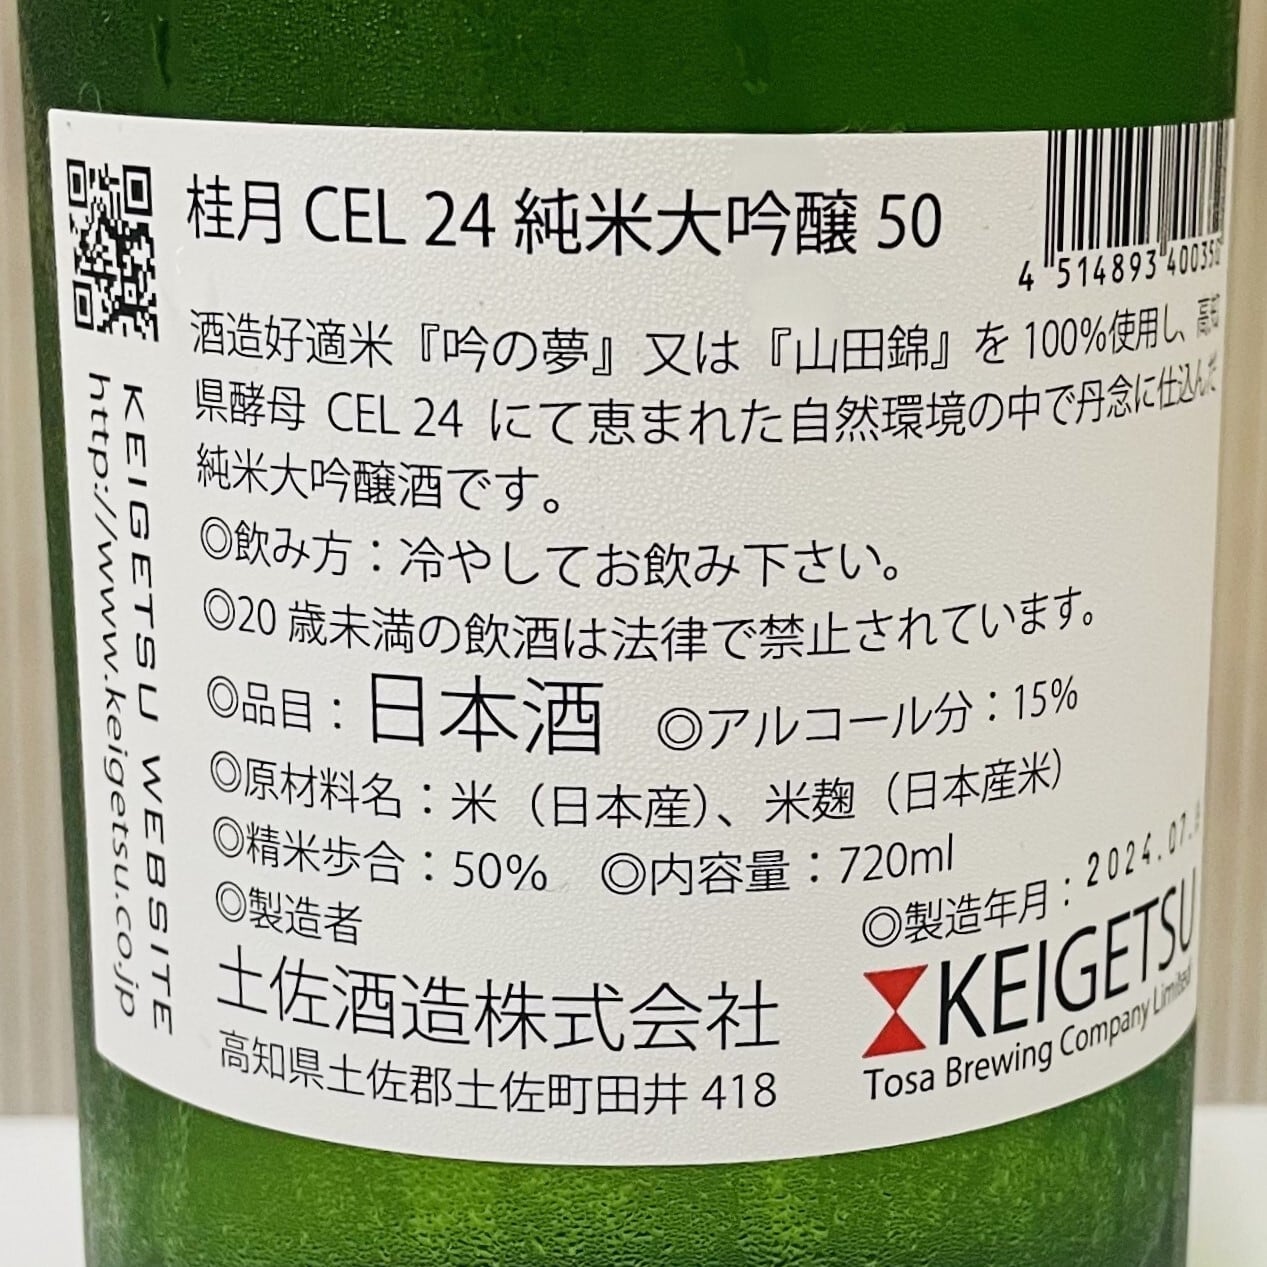 桂月 CEL 24 純米大吟醸 50
4 514893 40035
酒造好適米『吟の夢』又は『山田錦』を 100%使用し、高知
県酵母 CEL 24 にて恵まれた自然環境の中で丹念に仕込んだ
純米大吟醸酒です。
◎飲み方：冷やしてお飲み下さい。
◎20 歳未満の飲酒は法律で禁止されています。
◎品目：日本酒 ◎アルコール分：15%
◎原材料名：米（日本産）、米麹（日本産米）
◎精米歩合：50% ◎内容量：720ml
◎製造者 ◎製造年月：2024.07.
土佐酒造株式会社
高知県土佐郡土佐町田井 418
KEIGETSU
Tosa Brewing Company Limited
KEIGETSU WEBSITE
http://www.keigetsu.co.jp